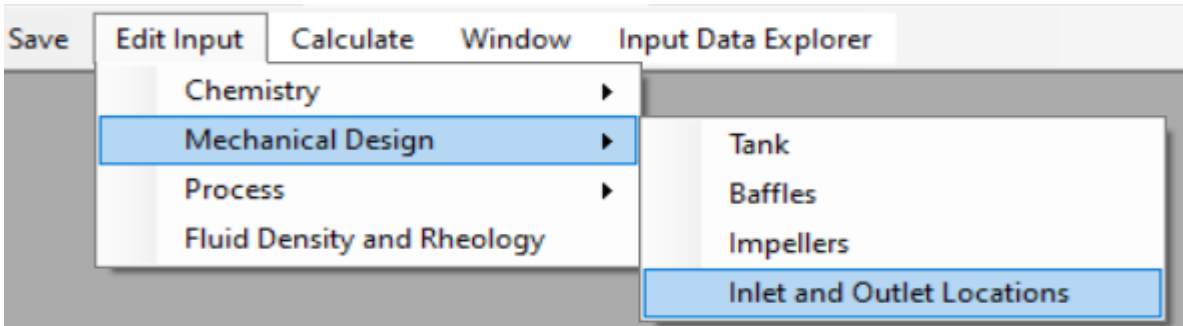 Save Edit Input Calculate Window Input Data Explorer
Chemistry
Mechanical Design
Process
Fluid Density and Rheology
Tank
Baffles
Impellers
Inlet and Outlet Locations